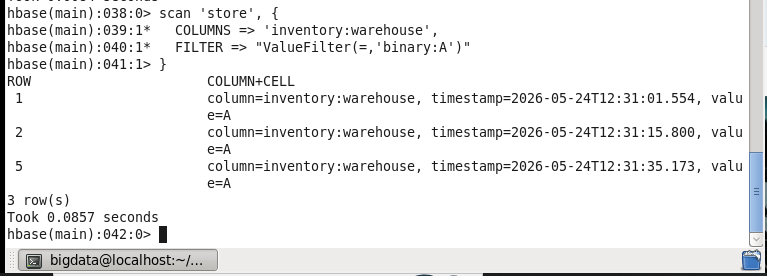 hbase(main):038:0> scan 'store', {
hbase(main):039:1*   COLUMNS => 'inventory:warehouse',
hbase(main):040:1*   FILTER => "ValueFilter(=,'binary:A')"
hbase(main):041:1> }
ROW                     COLUMN+CELL
 1                      column=inventory:warehouse, timestamp=2026-05-24T12:31:01.554, valu
                        e=A
 2                      column=inventory:warehouse, timestamp=2026-05-24T12:31:15.800, valu
                        e=A
 5                      column=inventory:warehouse, timestamp=2026-05-24T12:31:35.173, valu
                        e=A
3 row(s)
Took 0.0857 seconds
hbase(main):042:0>
bigdata@localhost:~/...